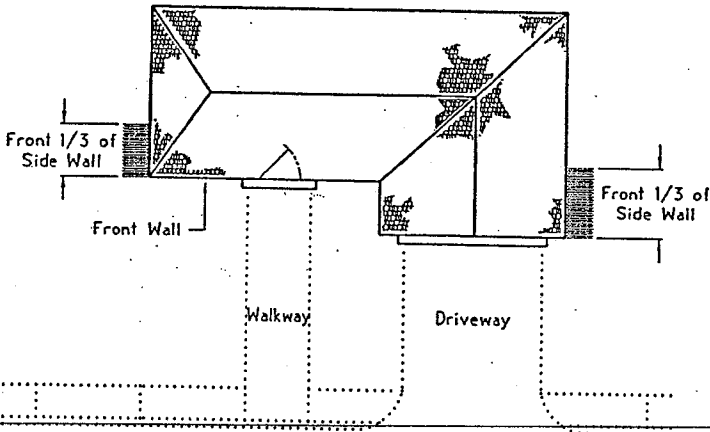 Front 1/3 of
Side Wall
Front 1/3 of
Side Wall
Front Wall
Walkway
Driveway